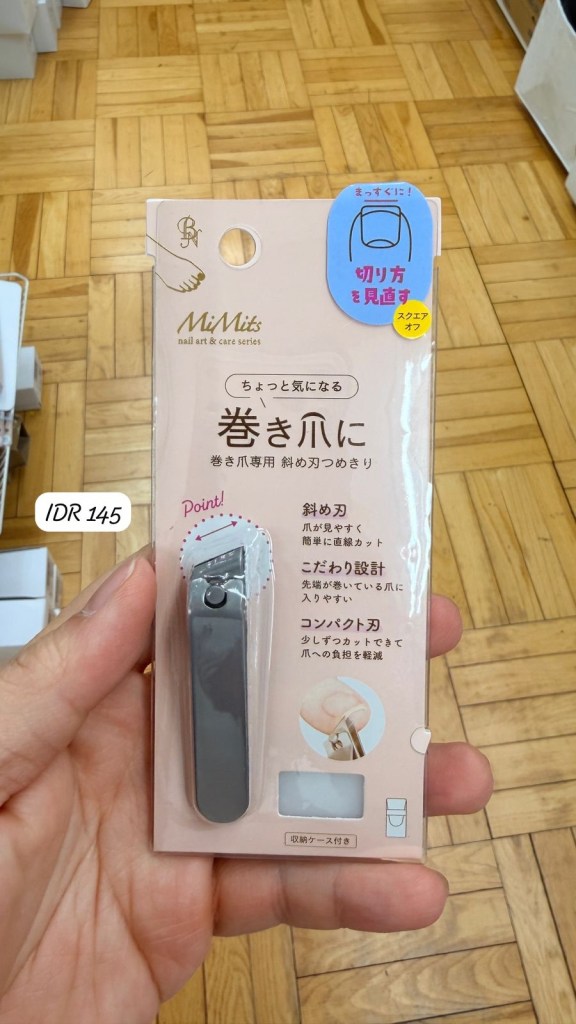 まっすぐに!
切り方
を見直す
スクエア
オフ
BN
MiMits
nail art & care series
ちょっと気になる
巻き爪に
巻き爪専用 斜め刃つめきり
Point!
斜め刃
爪が見やすく
簡単に直線カット
こだわり設計
先端が巻いている爪に
入りやすい
コンパクト刃
少しずつカットできて
爪への負担を軽減
収納ケース付き
IDR 145